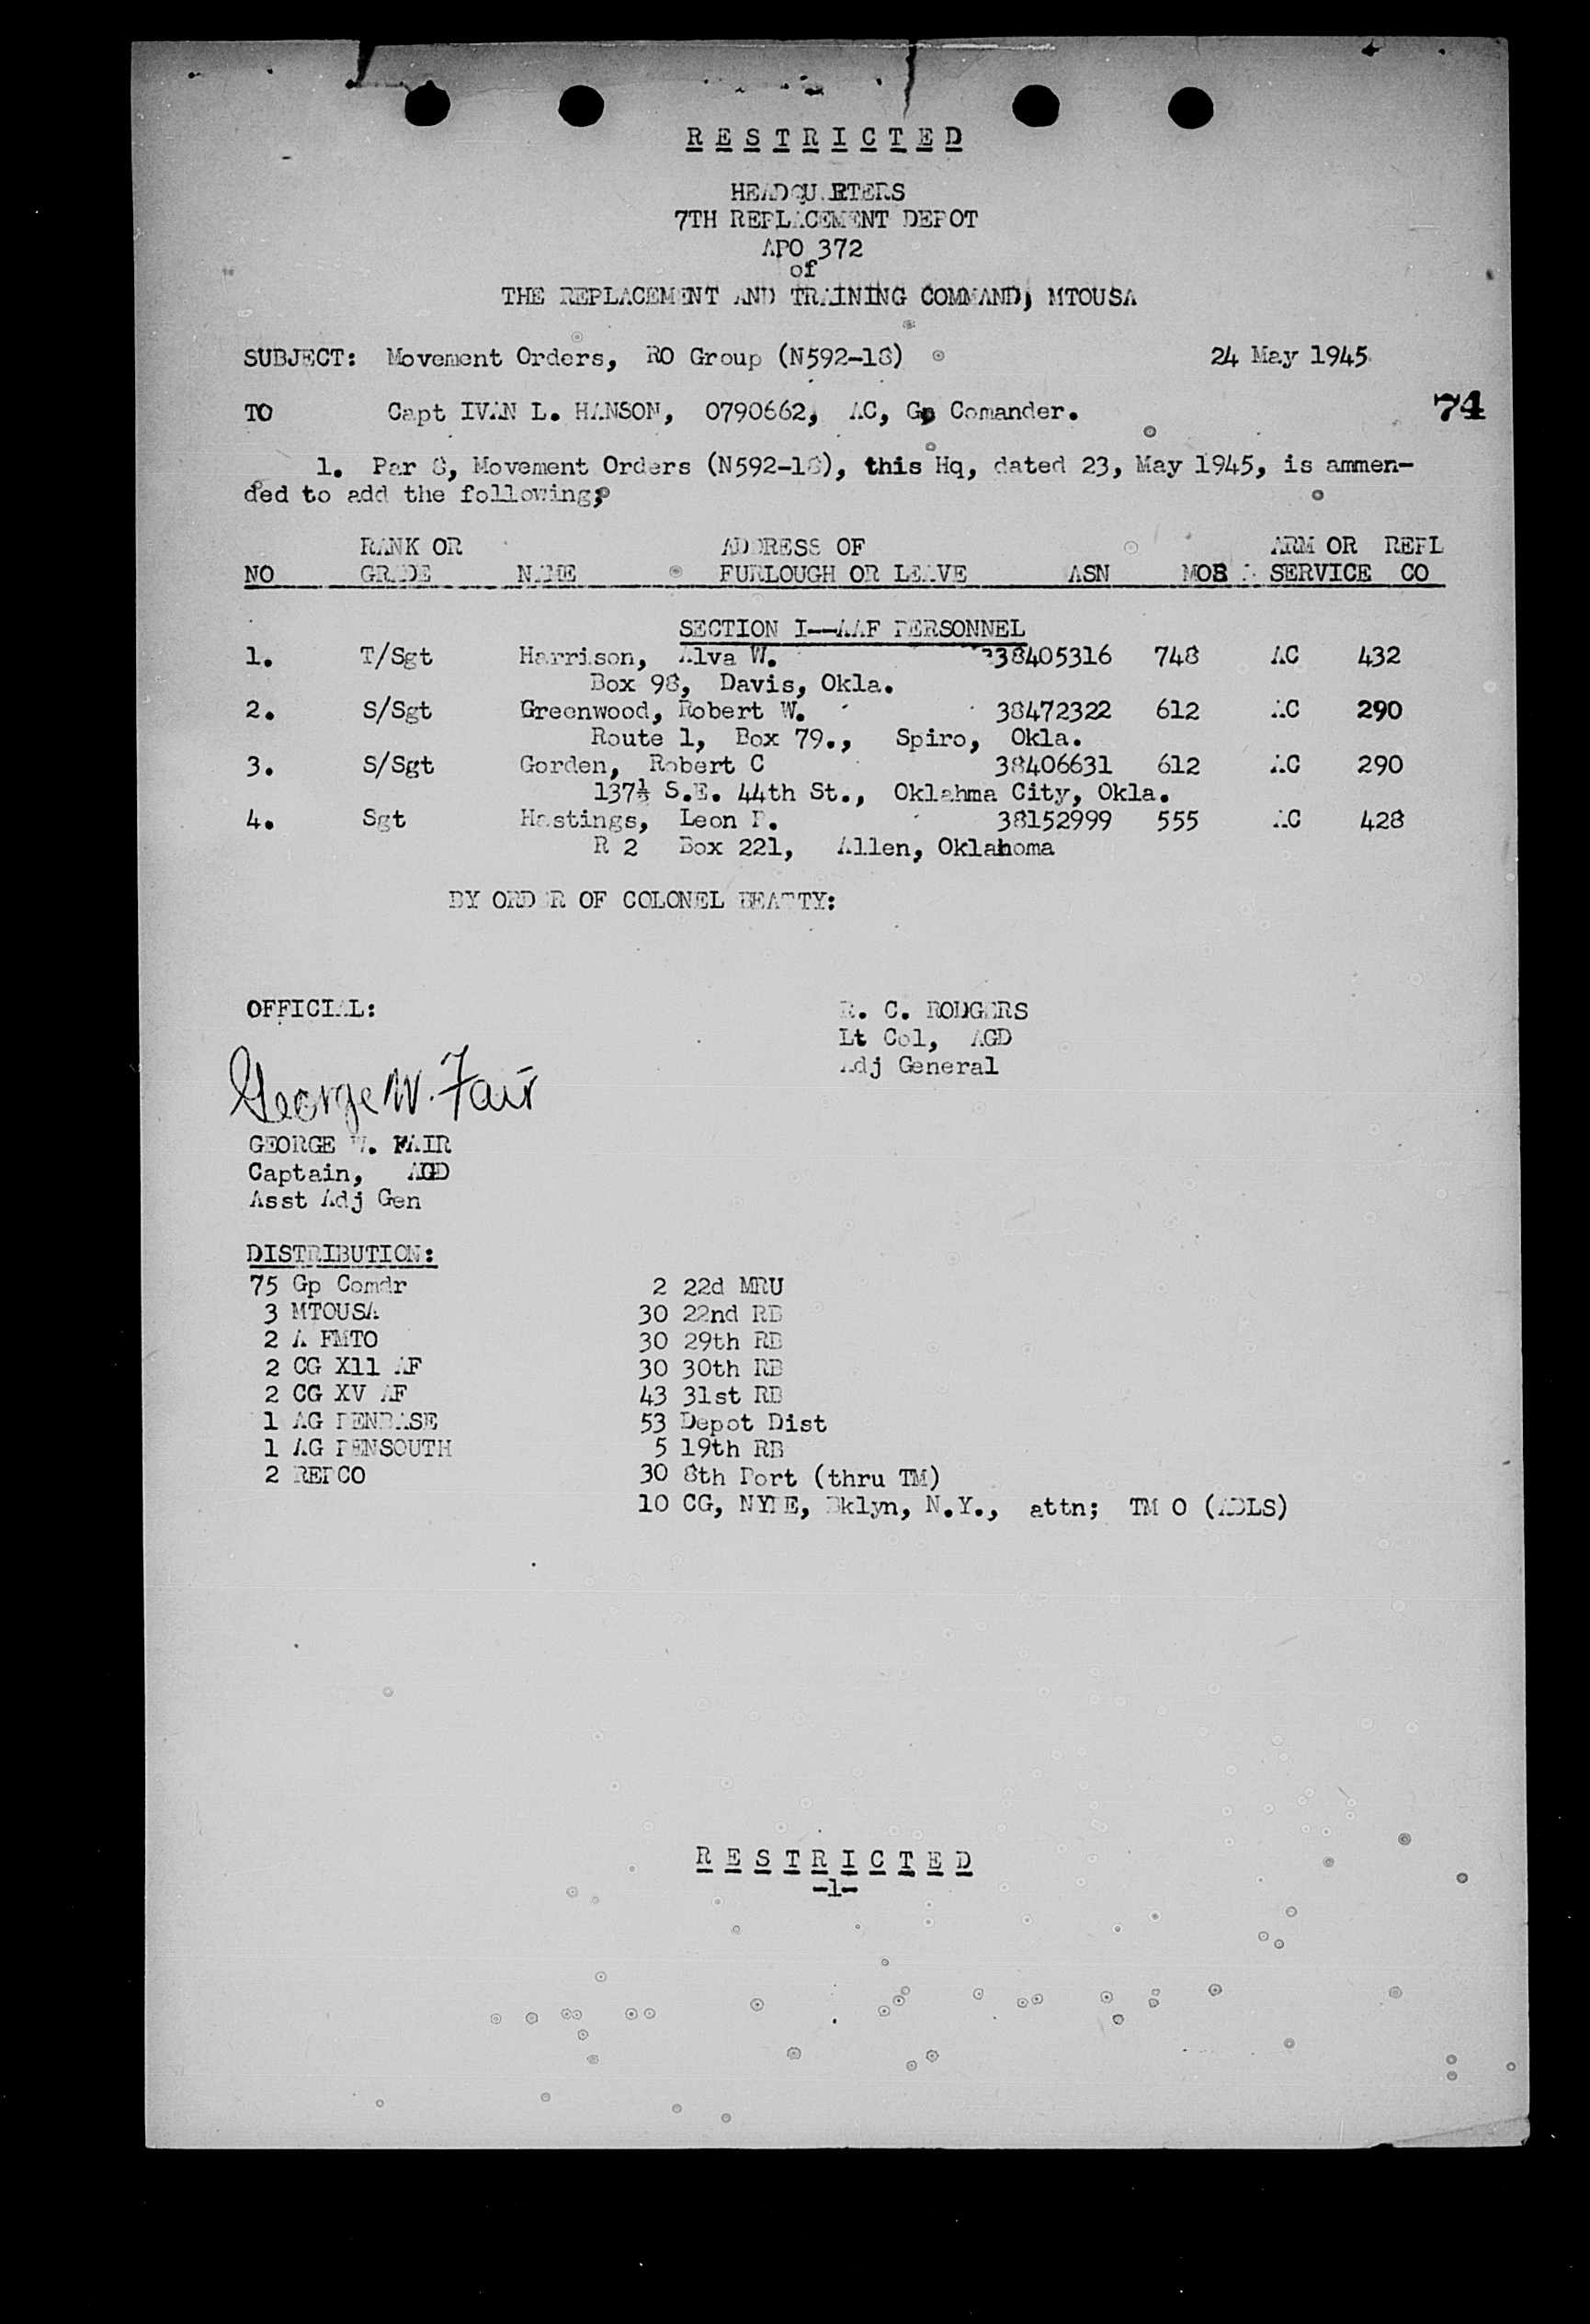 RESTRICTED
HEADQUARTERS
7TH REPLACEMENT DEPOT
APO 372
of
THE REPLACEMENT AND TRAINING COMMAND, MTOUSA
SUBJECT: Movement Orders, RO Group (N592-18) 24 May 1945
TO Capt IVAN L. HANSON, 0790662, AC, Gp Comander.
74
1. Par 8, Movement Orders (N592-18), this Hq, dated 23, May 1945, is ammen-
ded to add the following;
RANK OR ADDRESS OF ARM OR REPL
NO GRADE NAME FURLOUGH OR LEAVE ASN MOS SERVICE CO
SECTION I--AAF PERSONNEL
1. T/Sgt Harrison, Alva W. 38405316 748 AC 432
Box 98, Davis, Okla.
2. S/Sgt Greenwood, Robert W. 38472322 612 AC 290
Route 1, Box 79., Spiro, Okla.
3. S/Sgt Gorden, Robert C 38406631 612 AC 290
137½ S.E. 44th St., Oklahma City, Okla.
4. Sgt Hastings, Leon P. 38152999 555 AC 428
R 2 Box 221, Allen, Oklahoma
BY ORDER OF COLONEL BEATTY:
OFFICIAL: R. C. RODGERS
Lt Col, AGD
Adj General
George W. Fair
GEORGE W. FAIR
Captain, AGD
Asst Adj Gen
DISTRIBUTION:
75 Gp Comdr 2 22d MRU
3 MTOUSA 30 22nd RB
2 A FMTO 30 29th RB
2 CG X11 AF 30 30th RB
2 CG XV AF 43 31st RB
1 AG PENBASE 53 Depot Dist
1 AG PENSOUTH 5 19th RB
2 REPCO 30 8th Port (thru TM)
10 CG, NYPE, Bklyn, N.Y., attn; TM O (ADLS)
RESTRICTED
-1-